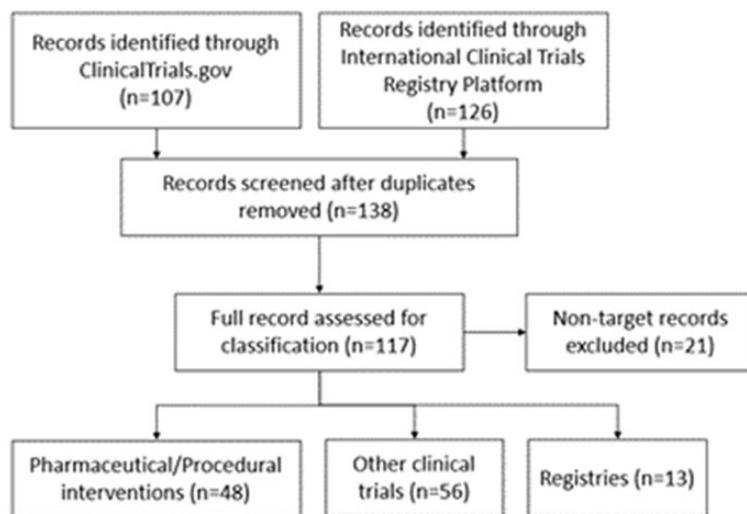 Records identified through
ClinicalTrials.gov
(n=107)
Records identified through
International Clinical Trials
Registry Platform
(n=126)
Records screened after duplicates
removed (n=138)
Full record assessed for
classification (n=117)
Non-target records
excluded (n=21)
Pharmaceutical/Procedural
interventions (n=48)
Other clinical
trials (n=56)
Registries (n=13)